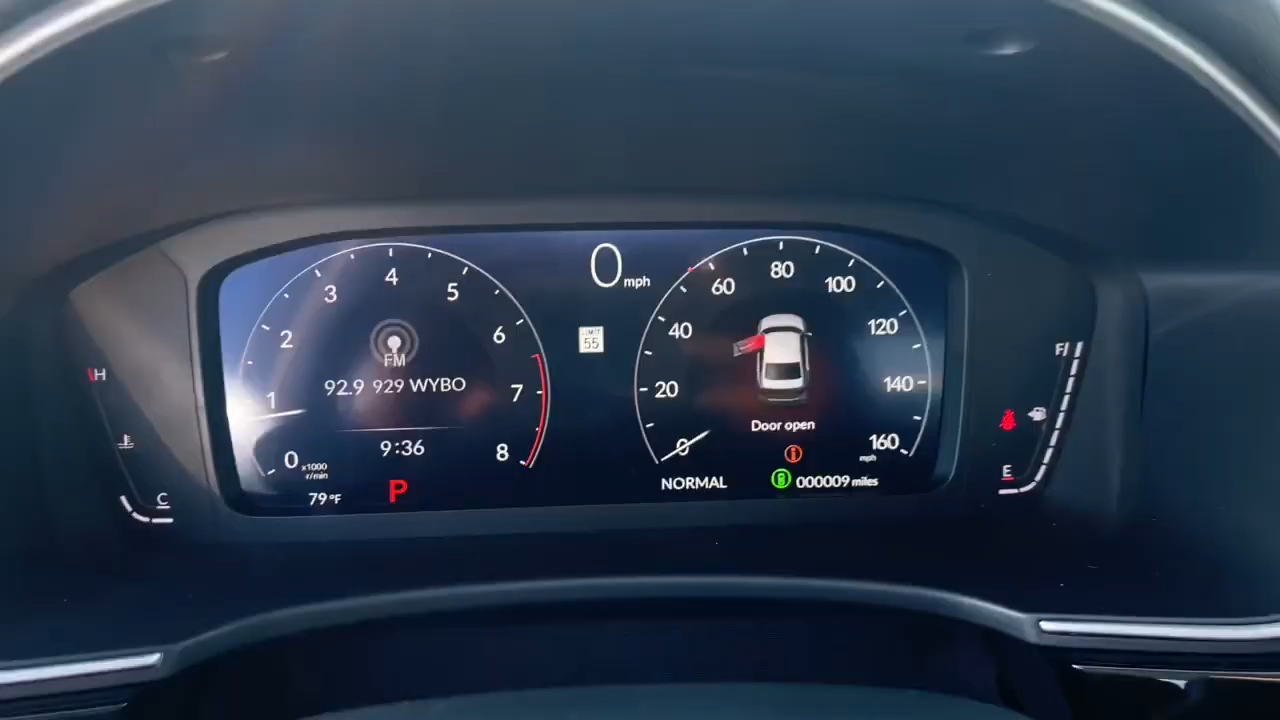 0 mph
4
3
5
2
6
1
7
0
8
x1000
r/min
FM
92.9 929 WYBO
9:36
79°F
P
LIMIT
55
80
60
100
40
120
20
140
0
160
mph
Door open
NORMAL
000009 miles
H
C
F
E